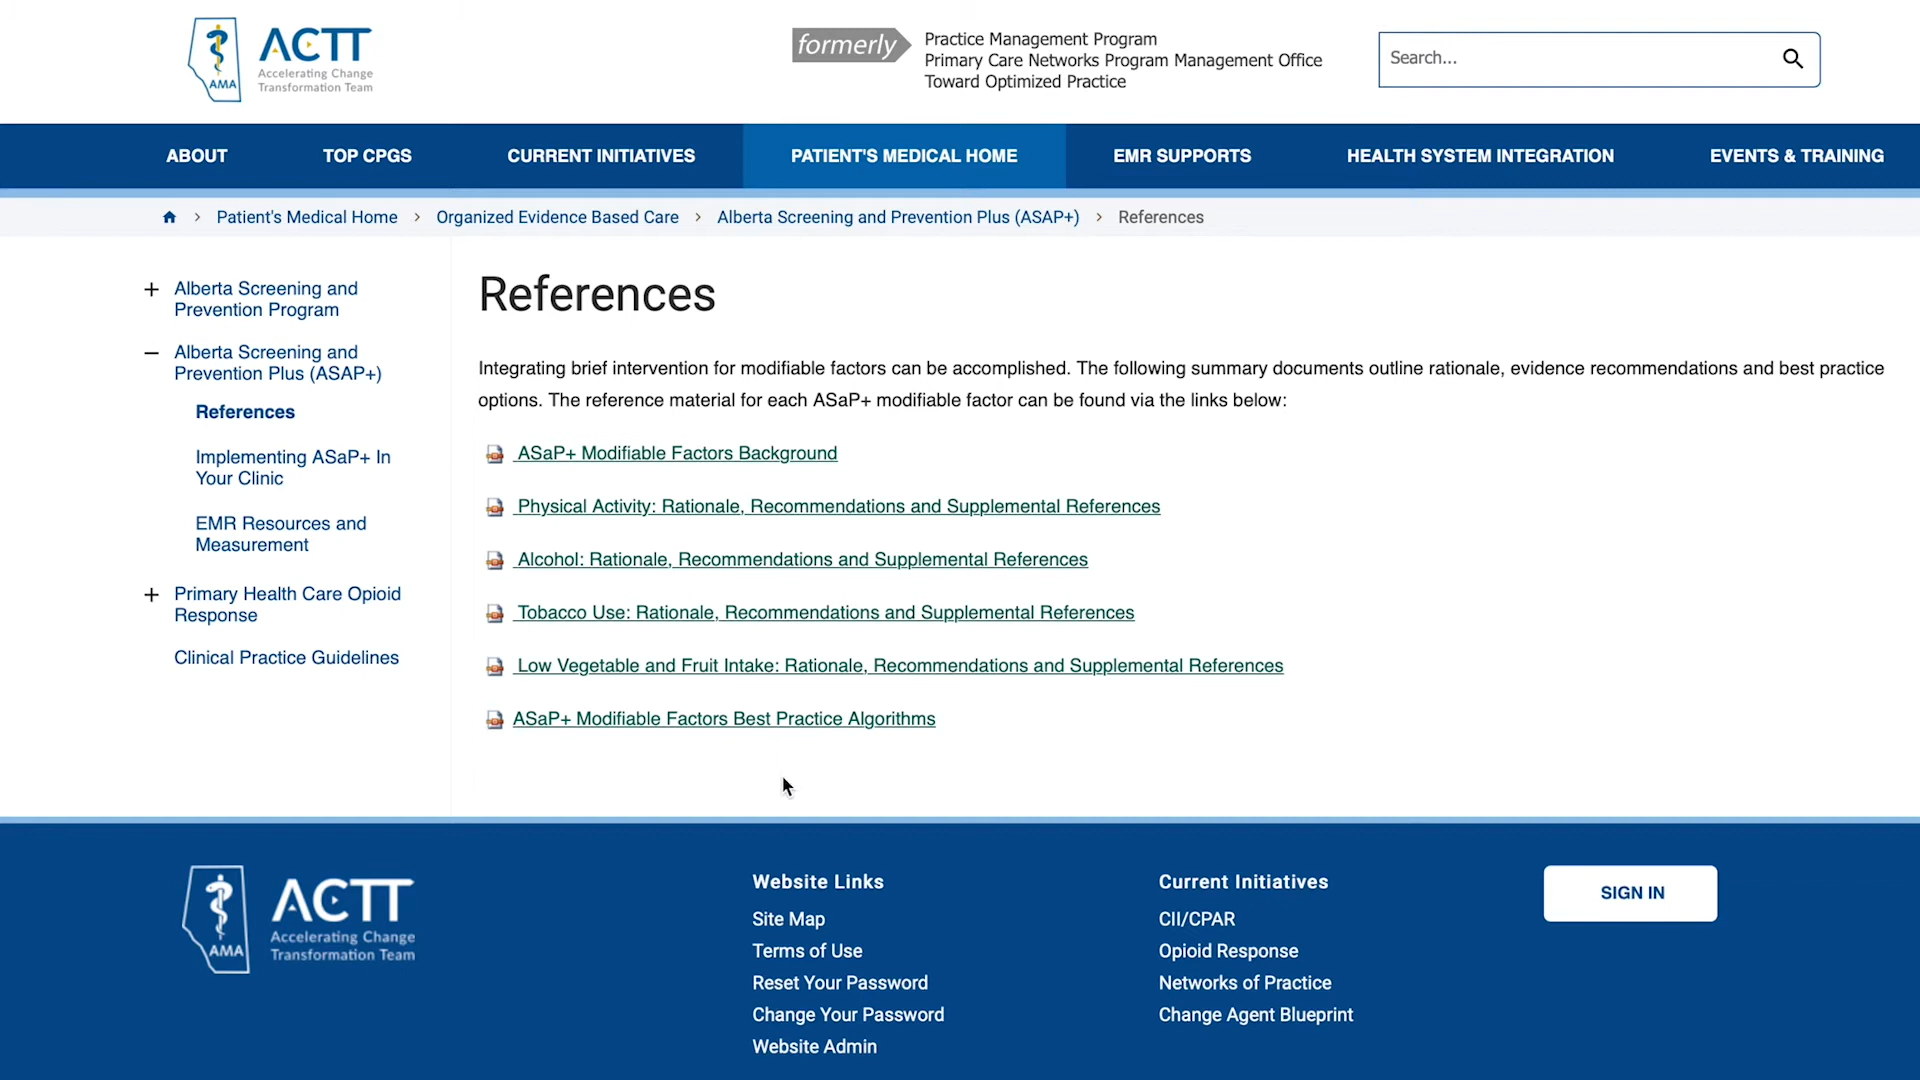 AMA
ACTT
Accelerating Change
Transformation Team
formerly
Practice Management Program
Primary Care Networks Program Management Office
Toward Optimized Practice
Search...
ABOUT
TOP CPGS
CURRENT INITIATIVES
PATIENT'S MEDICAL HOME
EMR SUPPORTS
HEALTH SYSTEM INTEGRATION
EVENTS & TRAINING
> Patient's Medical Home > Organized Evidence Based Care > Alberta Screening and Prevention Plus (ASAP+) > References
+ Alberta Screening and
Prevention Program
− Alberta Screening and
Prevention Plus (ASAP+)
References
Implementing ASaP+ In
Your Clinic
EMR Resources and
Measurement
+ Primary Health Care Opioid
Response
Clinical Practice Guidelines
References
Integrating brief intervention for modifiable factors can be accomplished. The following summary documents outline rationale, evidence recommendations and best practice
options. The reference material for each ASaP+ modifiable factor can be found via the links below:
ASaP+ Modifiable Factors Background
Physical Activity: Rationale, Recommendations and Supplemental References
Alcohol: Rationale, Recommendations and Supplemental References
Tobacco Use: Rationale, Recommendations and Supplemental References
Low Vegetable and Fruit Intake: Rationale, Recommendations and Supplemental References
ASaP+ Modifiable Factors Best Practice Algorithms
AMA
ACTT
Accelerating Change
Transformation Team
Website Links
Site Map
Terms of Use
Reset Your Password
Change Your Password
Website Admin
Current Initiatives
CII/CPAR
Opioid Response
Networks of Practice
Change Agent Blueprint
SIGN IN